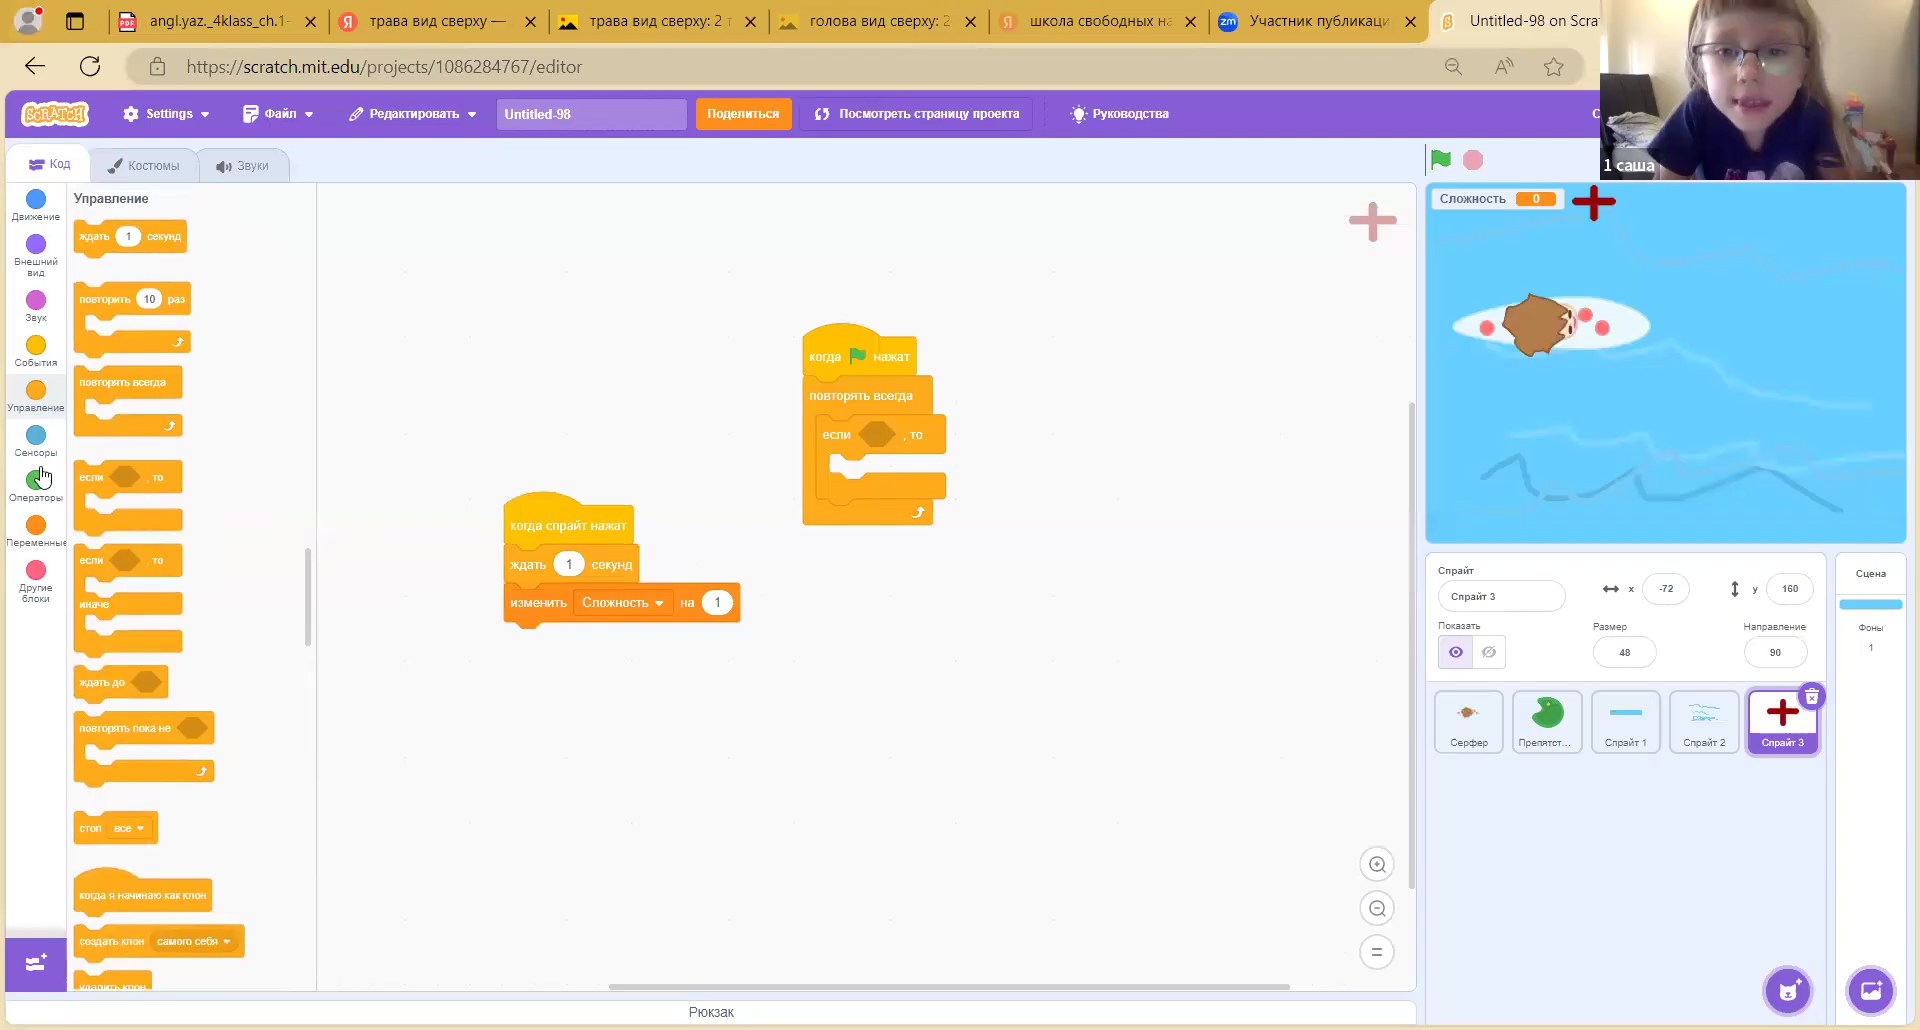 angl.yaz._4klass_ch.1-
трава вид сверху —
трава вид сверху: 2 т
голова вид сверху: 2
школа свободных на
zm Участник публикаци
Untitled-98 on Scra
https://scratch.mit.edu/projects/1086284767/editor
SCRATCH
Settings
Файл
Редактировать
Untitled-98
Поделиться
Посмотреть страницу проекта
Руководства
1 саша
Код
Костюмы
Звуки
Движение
Внешний
вид
Звук
События
Управление
Сенсоры
Операторы
Переменные
Другие
блоки
Управление
ждать 1 секунд
повторить 10 раз
повторять всегда
если , то
если , то
иначе
ждать до
повторять пока не
стоп все
когда я начинаю как клон
создать клон самого себя
удалить клон
когда спрайт нажат
ждать 1 секунд
изменить Сложность на 1
когда нажат
повторять всегда
если , то
Сложность 0
Спрайт
Спрайт 3
x -72
y 160
Показать
Размер
48
Направление
90
Серфер
Препятст...
Спрайт 1
Спрайт 2
Спрайт 3
Сцена
Фоны
1
Рюкзак